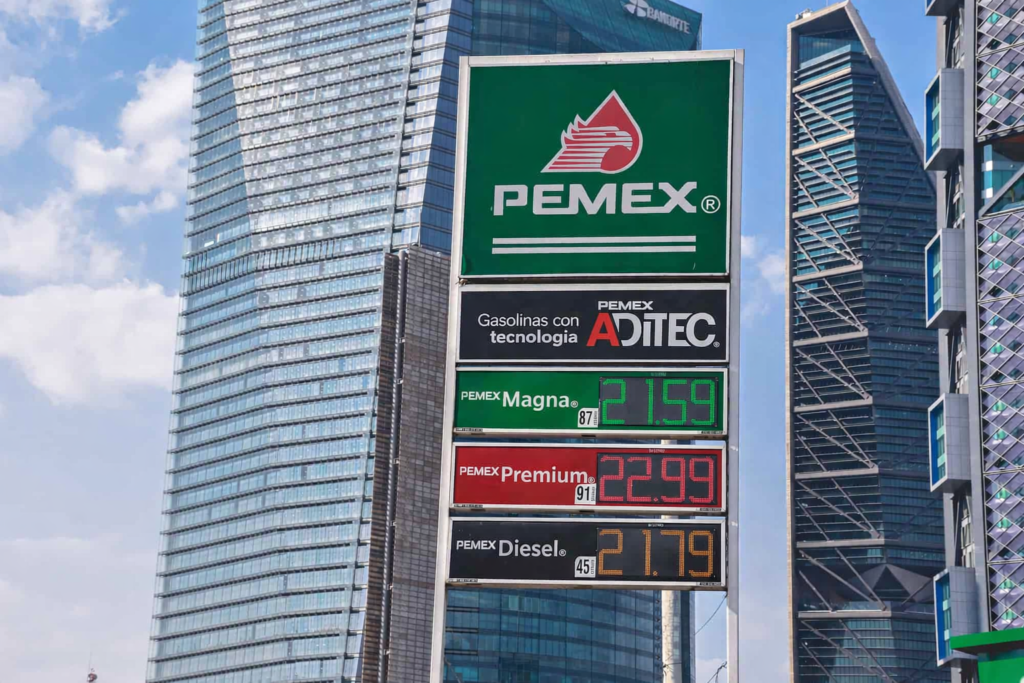 BANORTE
PEMEX®
Gasolinas con
tecnología
PEMEX
ADiTEC®
PEMEX Magna® 87 21.59
PEMEX Premium® 91 22.99
PEMEX Diesel® 45 21.79